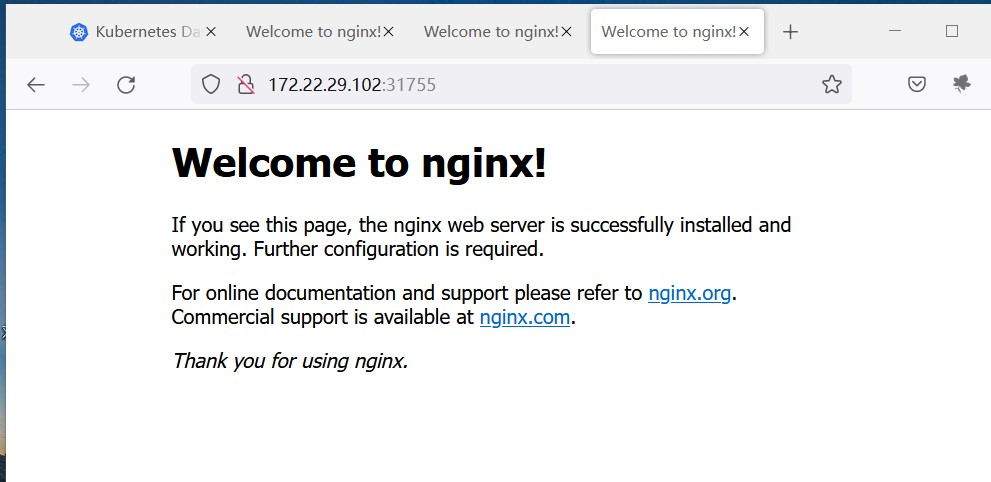 Kubernetes Da
Welcome to nginx!
Welcome to nginx!
Welcome to nginx!
172.22.29.102:31755
Welcome to nginx!
If you see this page, the nginx web server is successfully installed and
working. Further configuration is required.
For online documentation and support please refer to nginx.org.
Commercial support is available at nginx.com.
Thank you for using nginx.